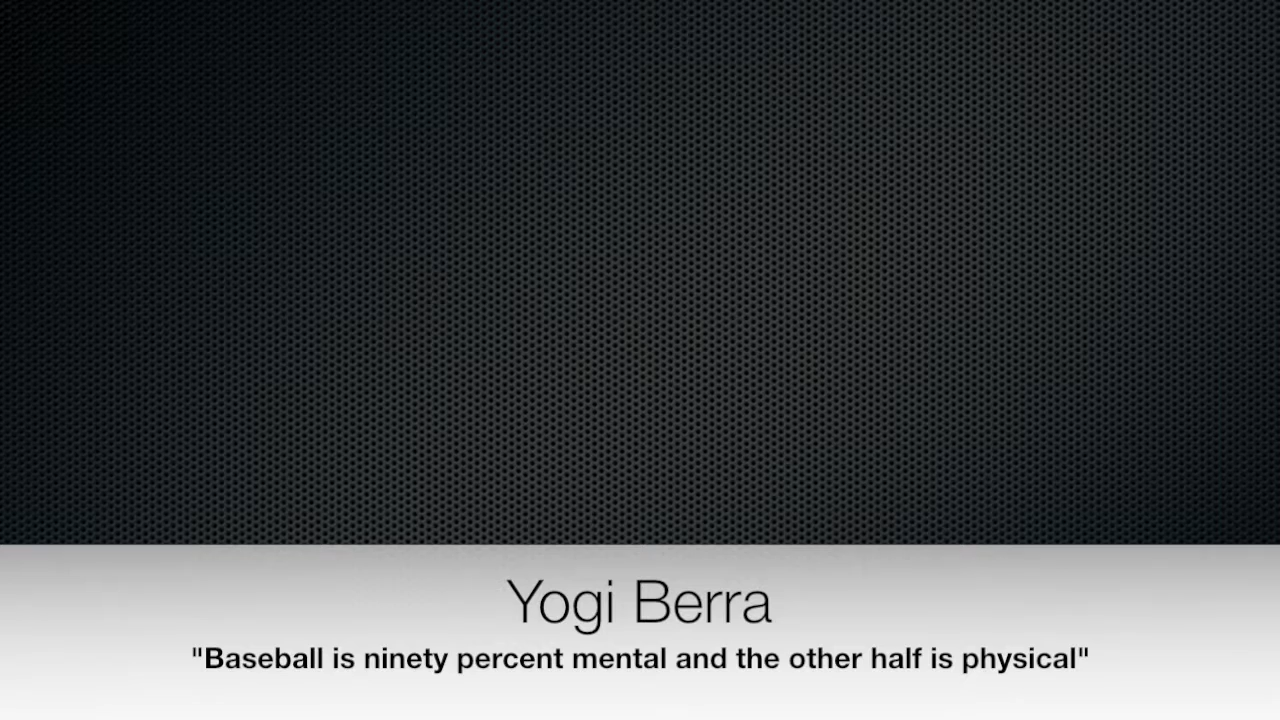 Yogi Berra
"Baseball is ninety percent mental and the other half is physical"